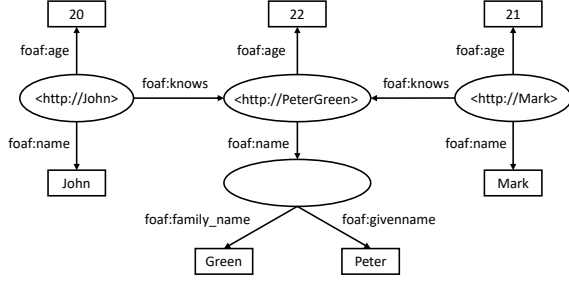 20 22 21
foaf:age foaf:age foaf:age
foaf:knows foaf:knows
<http://John> <http://PeterGreen> <http://Mark>
foaf:name foaf:name foaf:name
John Mark
foaf:family_name foaf:givenname
Green Peter